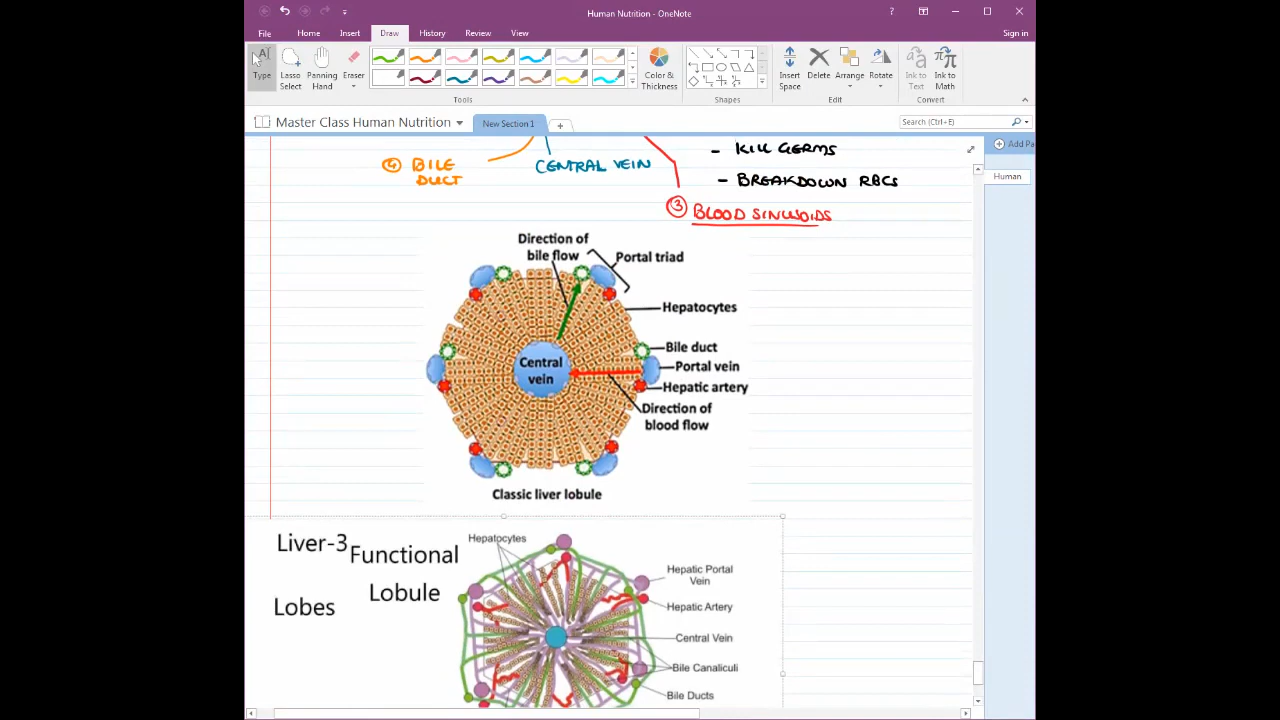 Human Nutrition - OneNote
?
File Home Insert Draw History Review View
Sign in
Type
Lasso Select
Panning Hand
Eraser
Color & Thickness
Insert Space
Delete
Arrange
Rotate
Ink to Text
Ink to Math
Tools
Shapes
Edit
Convert
Master Class Human Nutrition
New Section 1
Search (Ctrl+E)
Add Pa
Human
- KILL GERMS
④ BILE DUCT
CENTRAL VEIN
- BREAKDOWN RBCS
③ BLOOD SINUSOIDS
Direction of
bile flow
Portal triad
Hepatocytes
Bile duct
Central
vein
Portal vein
Hepatic artery
Direction of
blood flow
Classic liver lobule
Liver-3
Functional
Lobule
Lobes
Hepatocytes
Hepatic Portal
Vein
Hepatic Artery
Central Vein
Bile Canaliculi
Bile Ducts